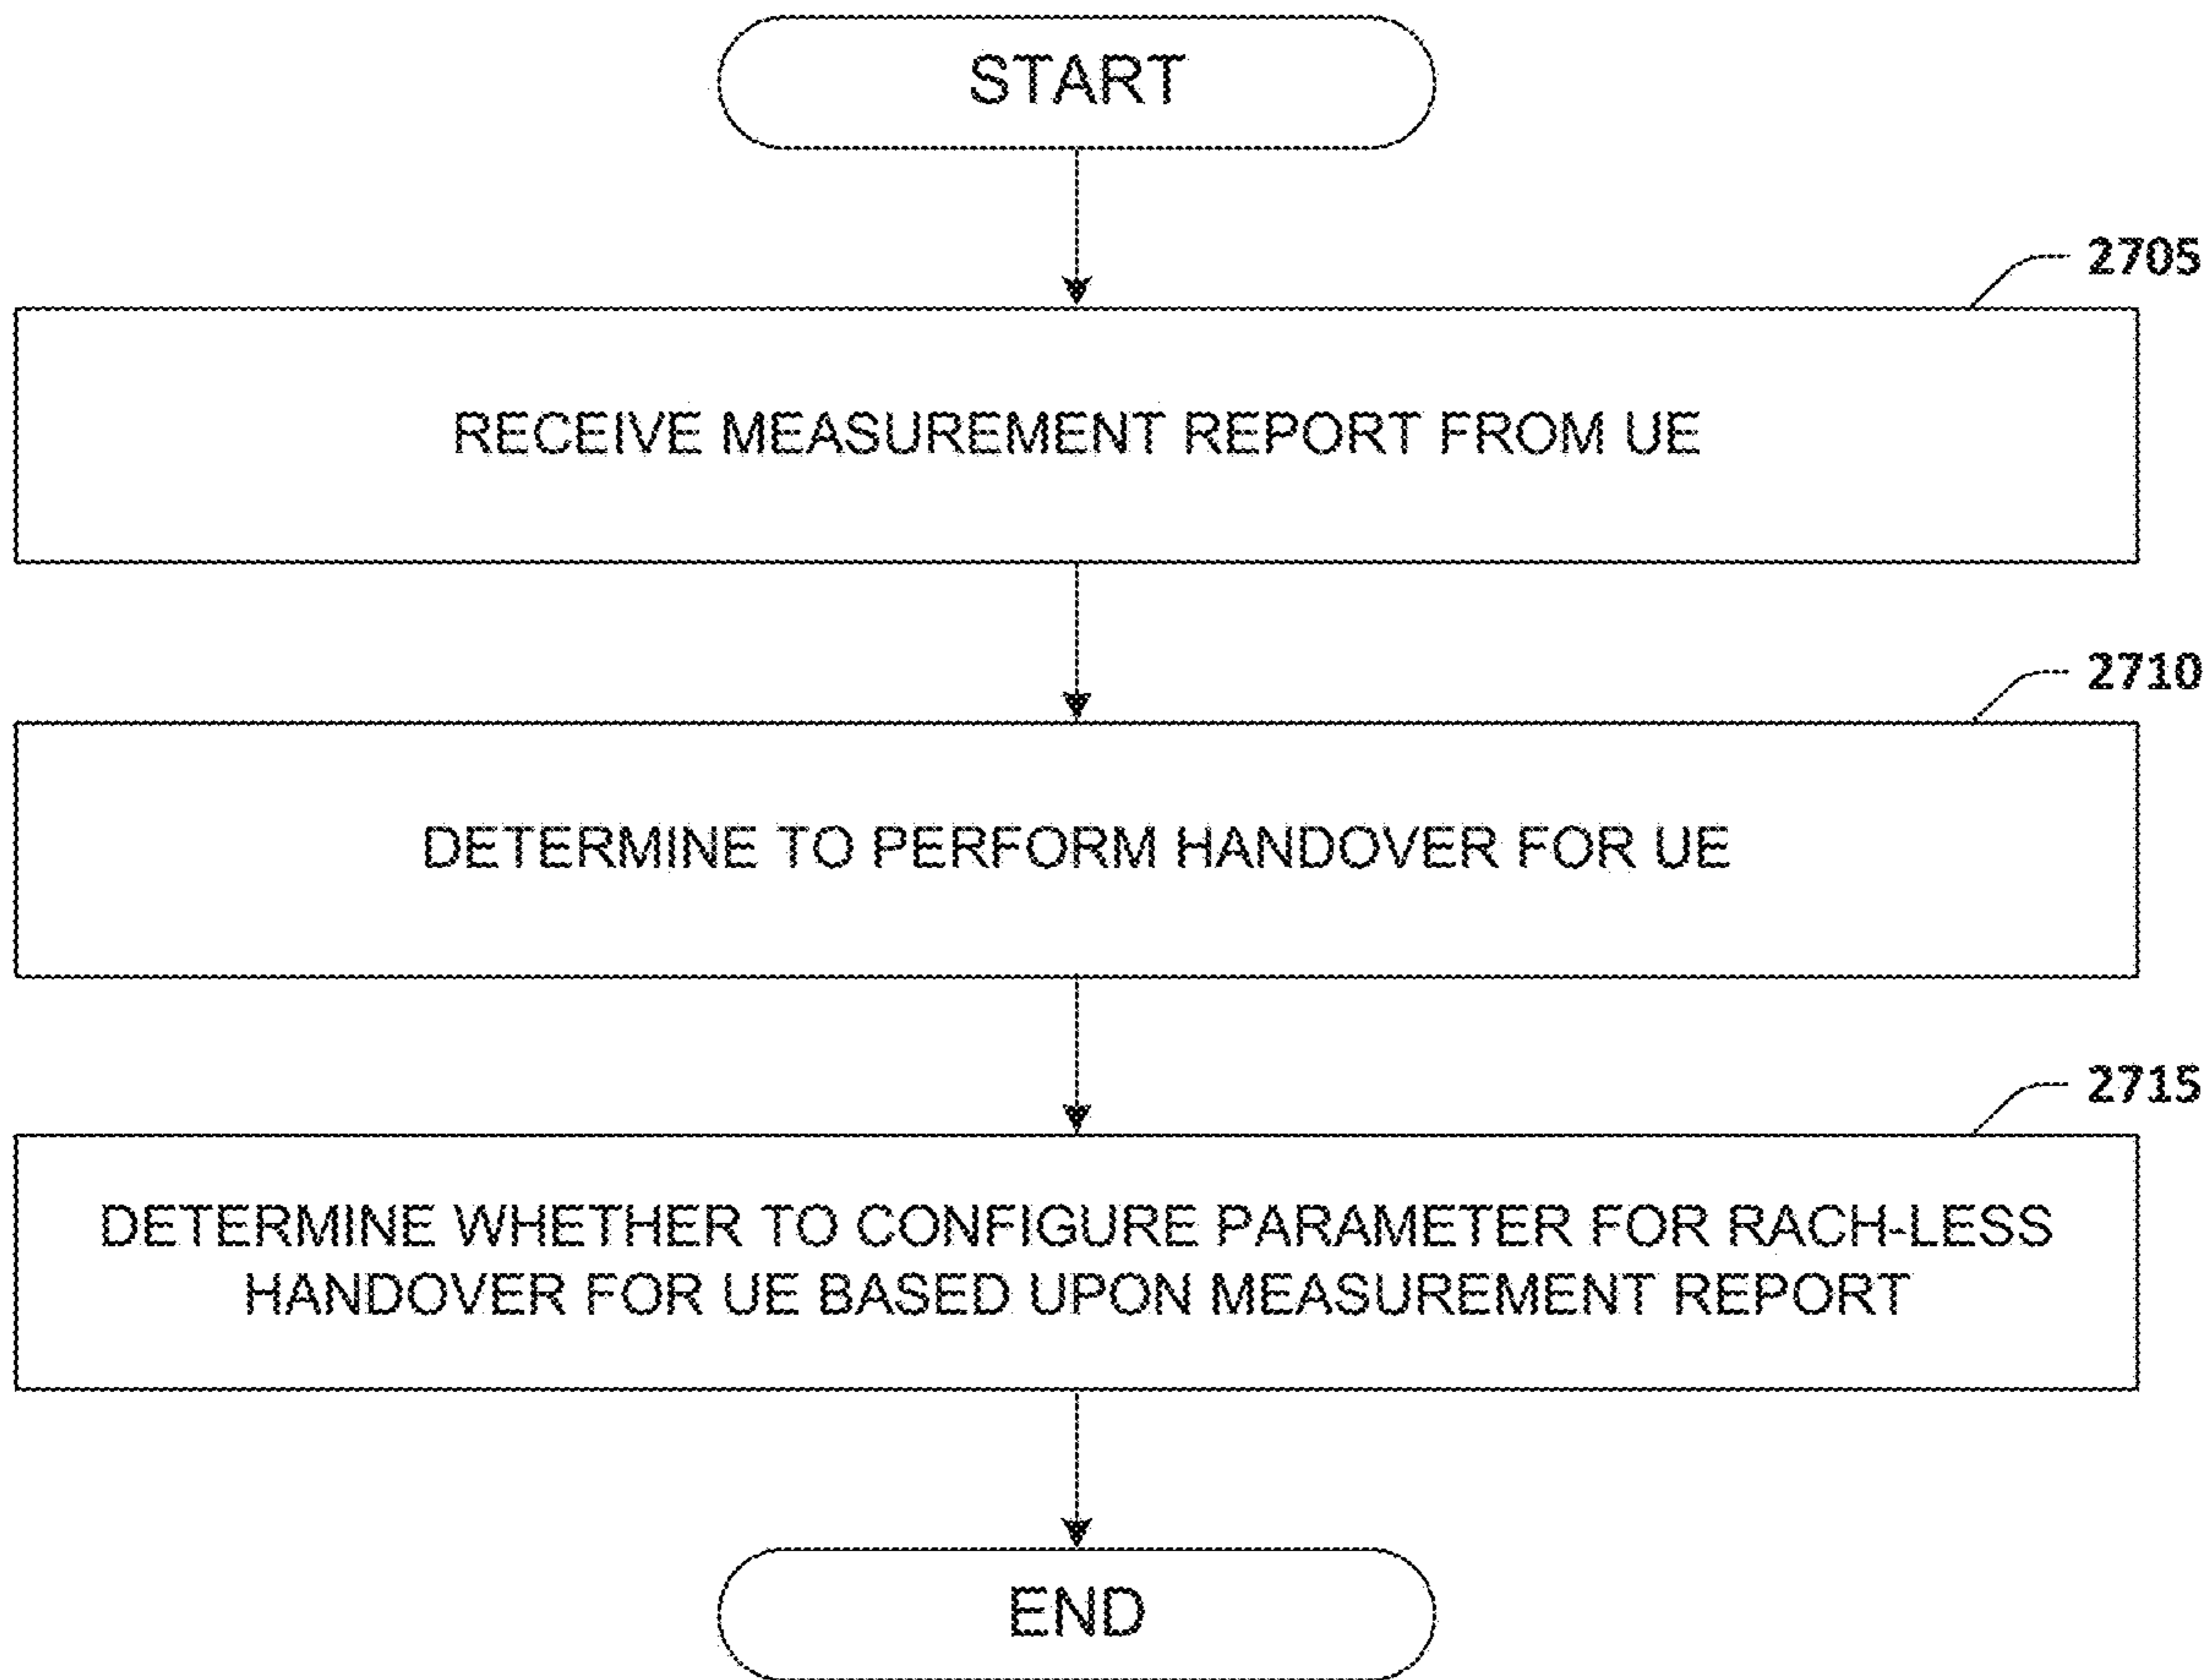 START
2705
RECEIVE MEASUREMENT REPORT FROM UE
2710
DETERMINE TO PERFORM HANDOVER FOR UE
2715
DETERMINE WHETHER TO CONFIGURE PARAMETER FOR RACH-LESS
HANDOVER FOR UE BASED UPON MEASUREMENT REPORT
END